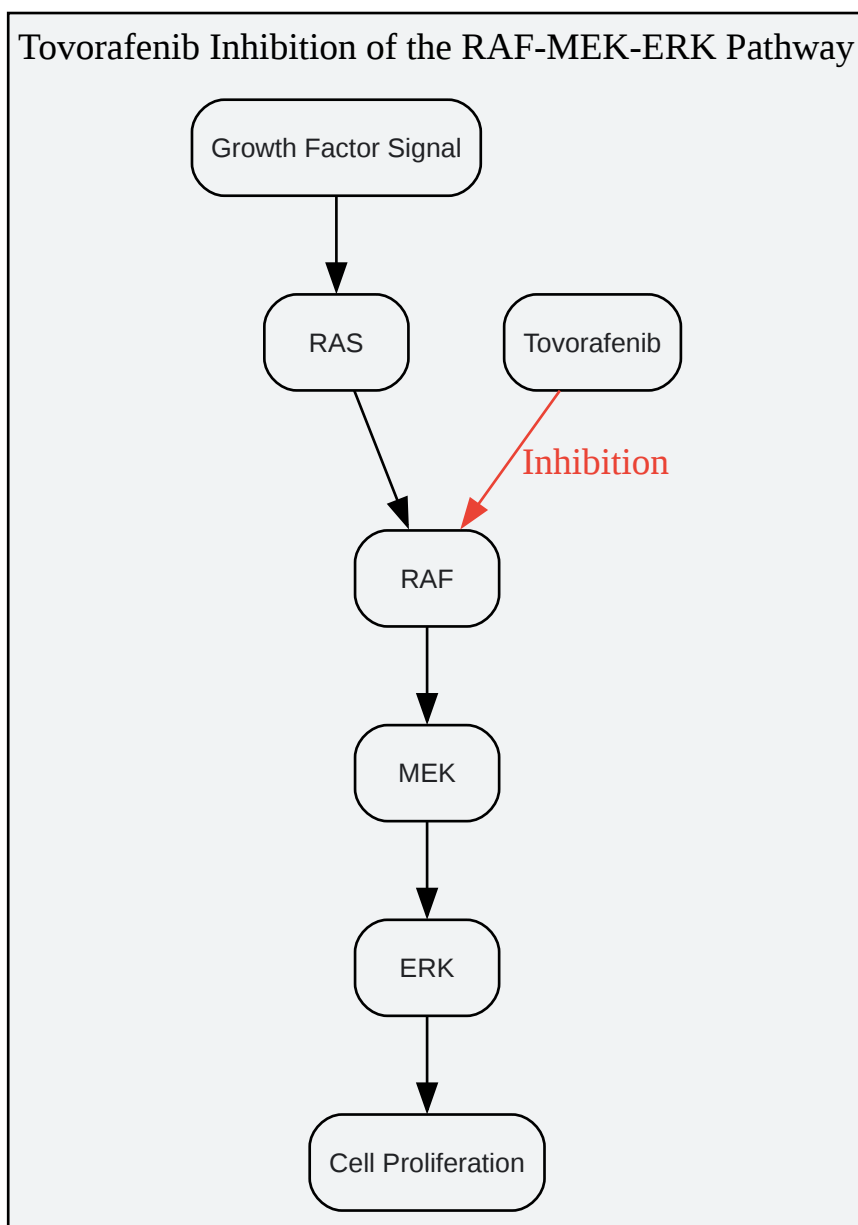 Tovorafenib Inhibition of the RAF-MEK-ERK Pathway
Growth Factor Signal
RAS
Tovorafenib
Inhibition
RAF
MEK
ERK
Cell Proliferation